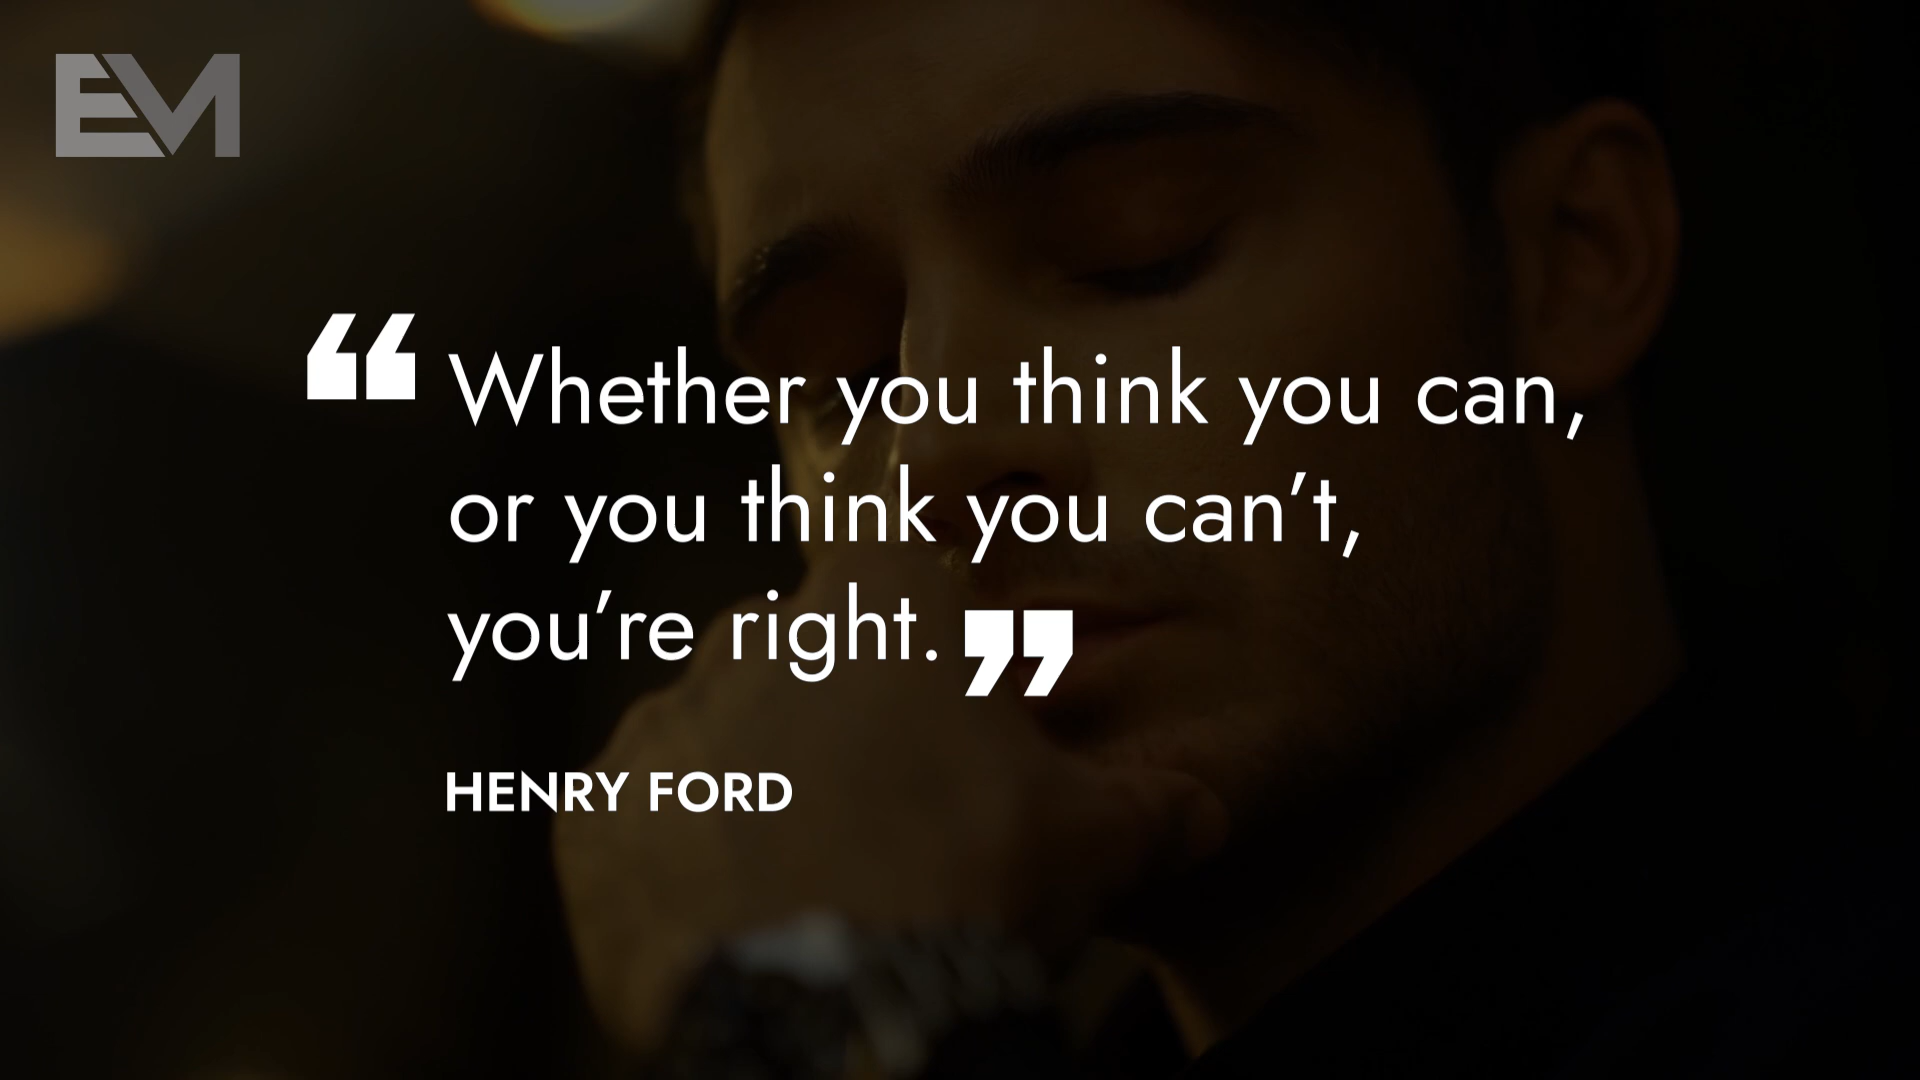 EM
“Whether you think you can,
or you think you can’t,
you’re right.”
HENRY FORD